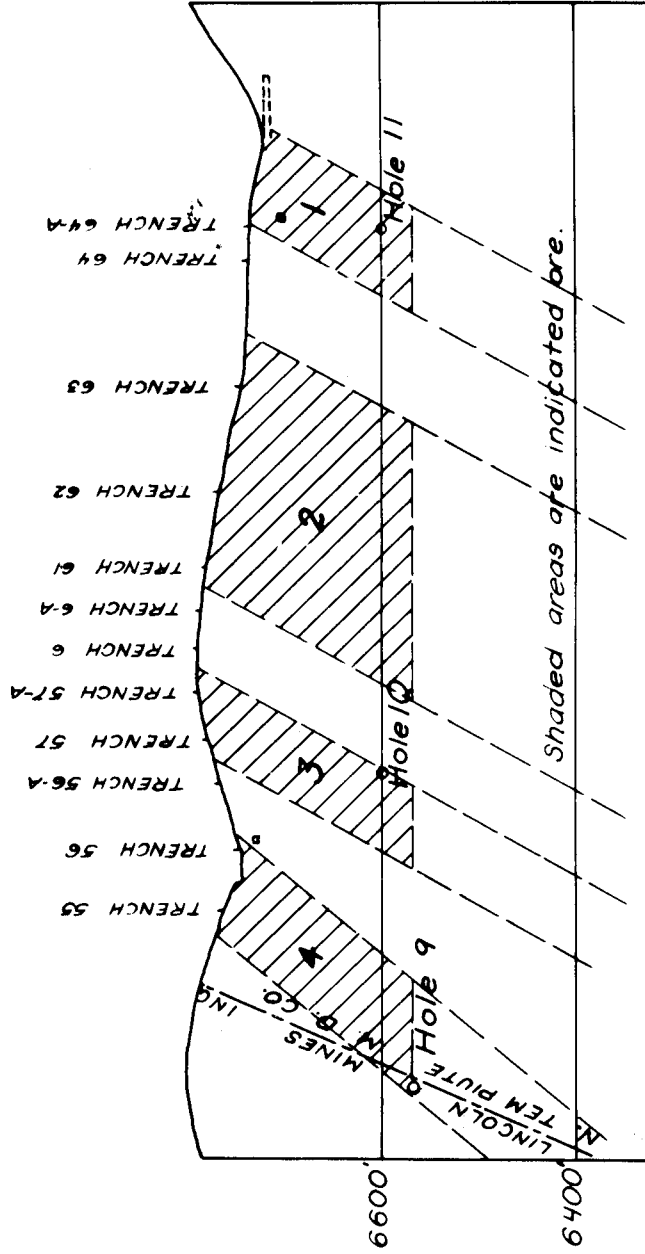 TRENCH 55
TRENCH 56
TRENCH 56-A
TRENCH 57
TRENCH 57-A
TRENCH 6
TRENCH 6-A
TRENCH 61
TRENCH 62
TRENCH 63
TRENCH 64
TRENCH 64-A
LINCOLN MINES INC
N. TEM PIUTE M. D. CO.
4
3
2
1
6600'
Hole 9
Hole 10
Hole 11
6400'
Shaded areas are indicated ore.